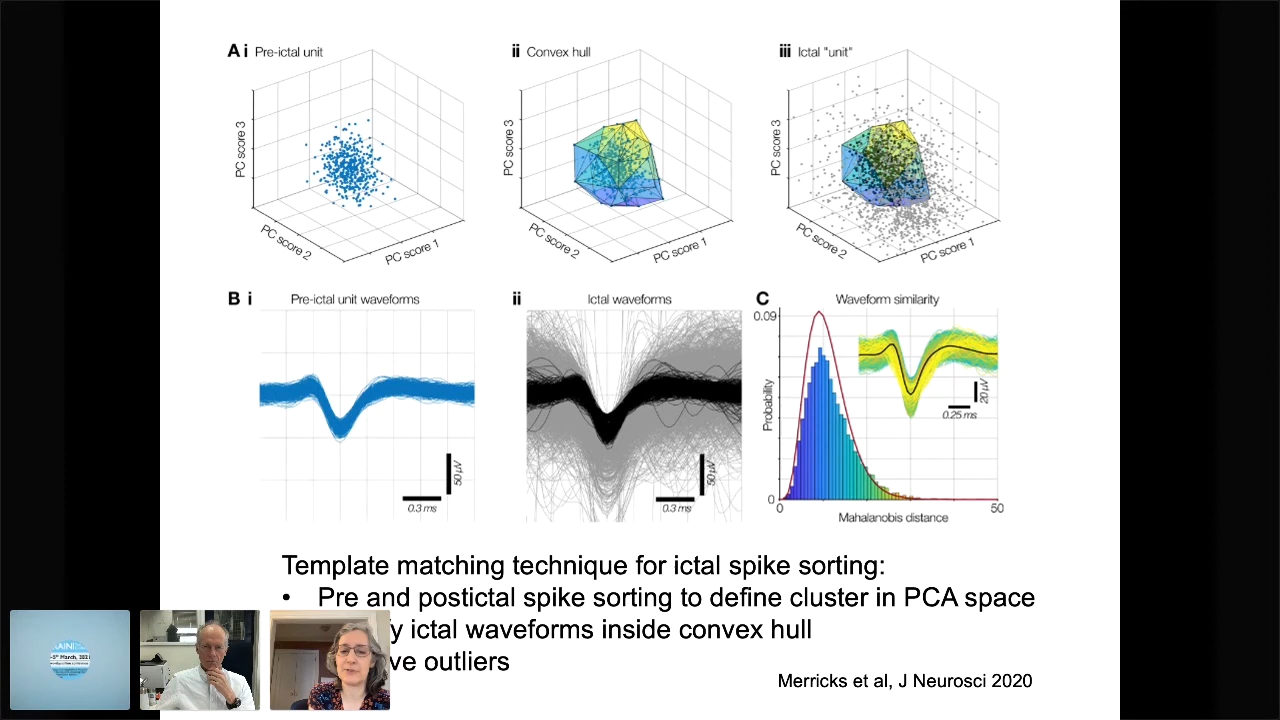 A i Pre-ictal unit
ii Convex hull
iii Ictal "unit"
PC score 3
PC score 2
PC score 1
PC score 3
PC score 2
PC score 1
PC score 3
PC score 2
PC score 1
B i Pre-ictal unit waveforms
50 µV
0.3 ms
ii Ictal waveforms
50 µV
0.3 ms
C Waveform similarity
0.09
Probability
0
0
50
Mahalanobis distance
20 µV
0.25 ms
Template matching technique for ictal spike sorting:
• Pre and postictal spike sorting to define cluster in PCA space
ictal waveforms inside convex hull
outliers
Merricks et al, J Neurosci 2020